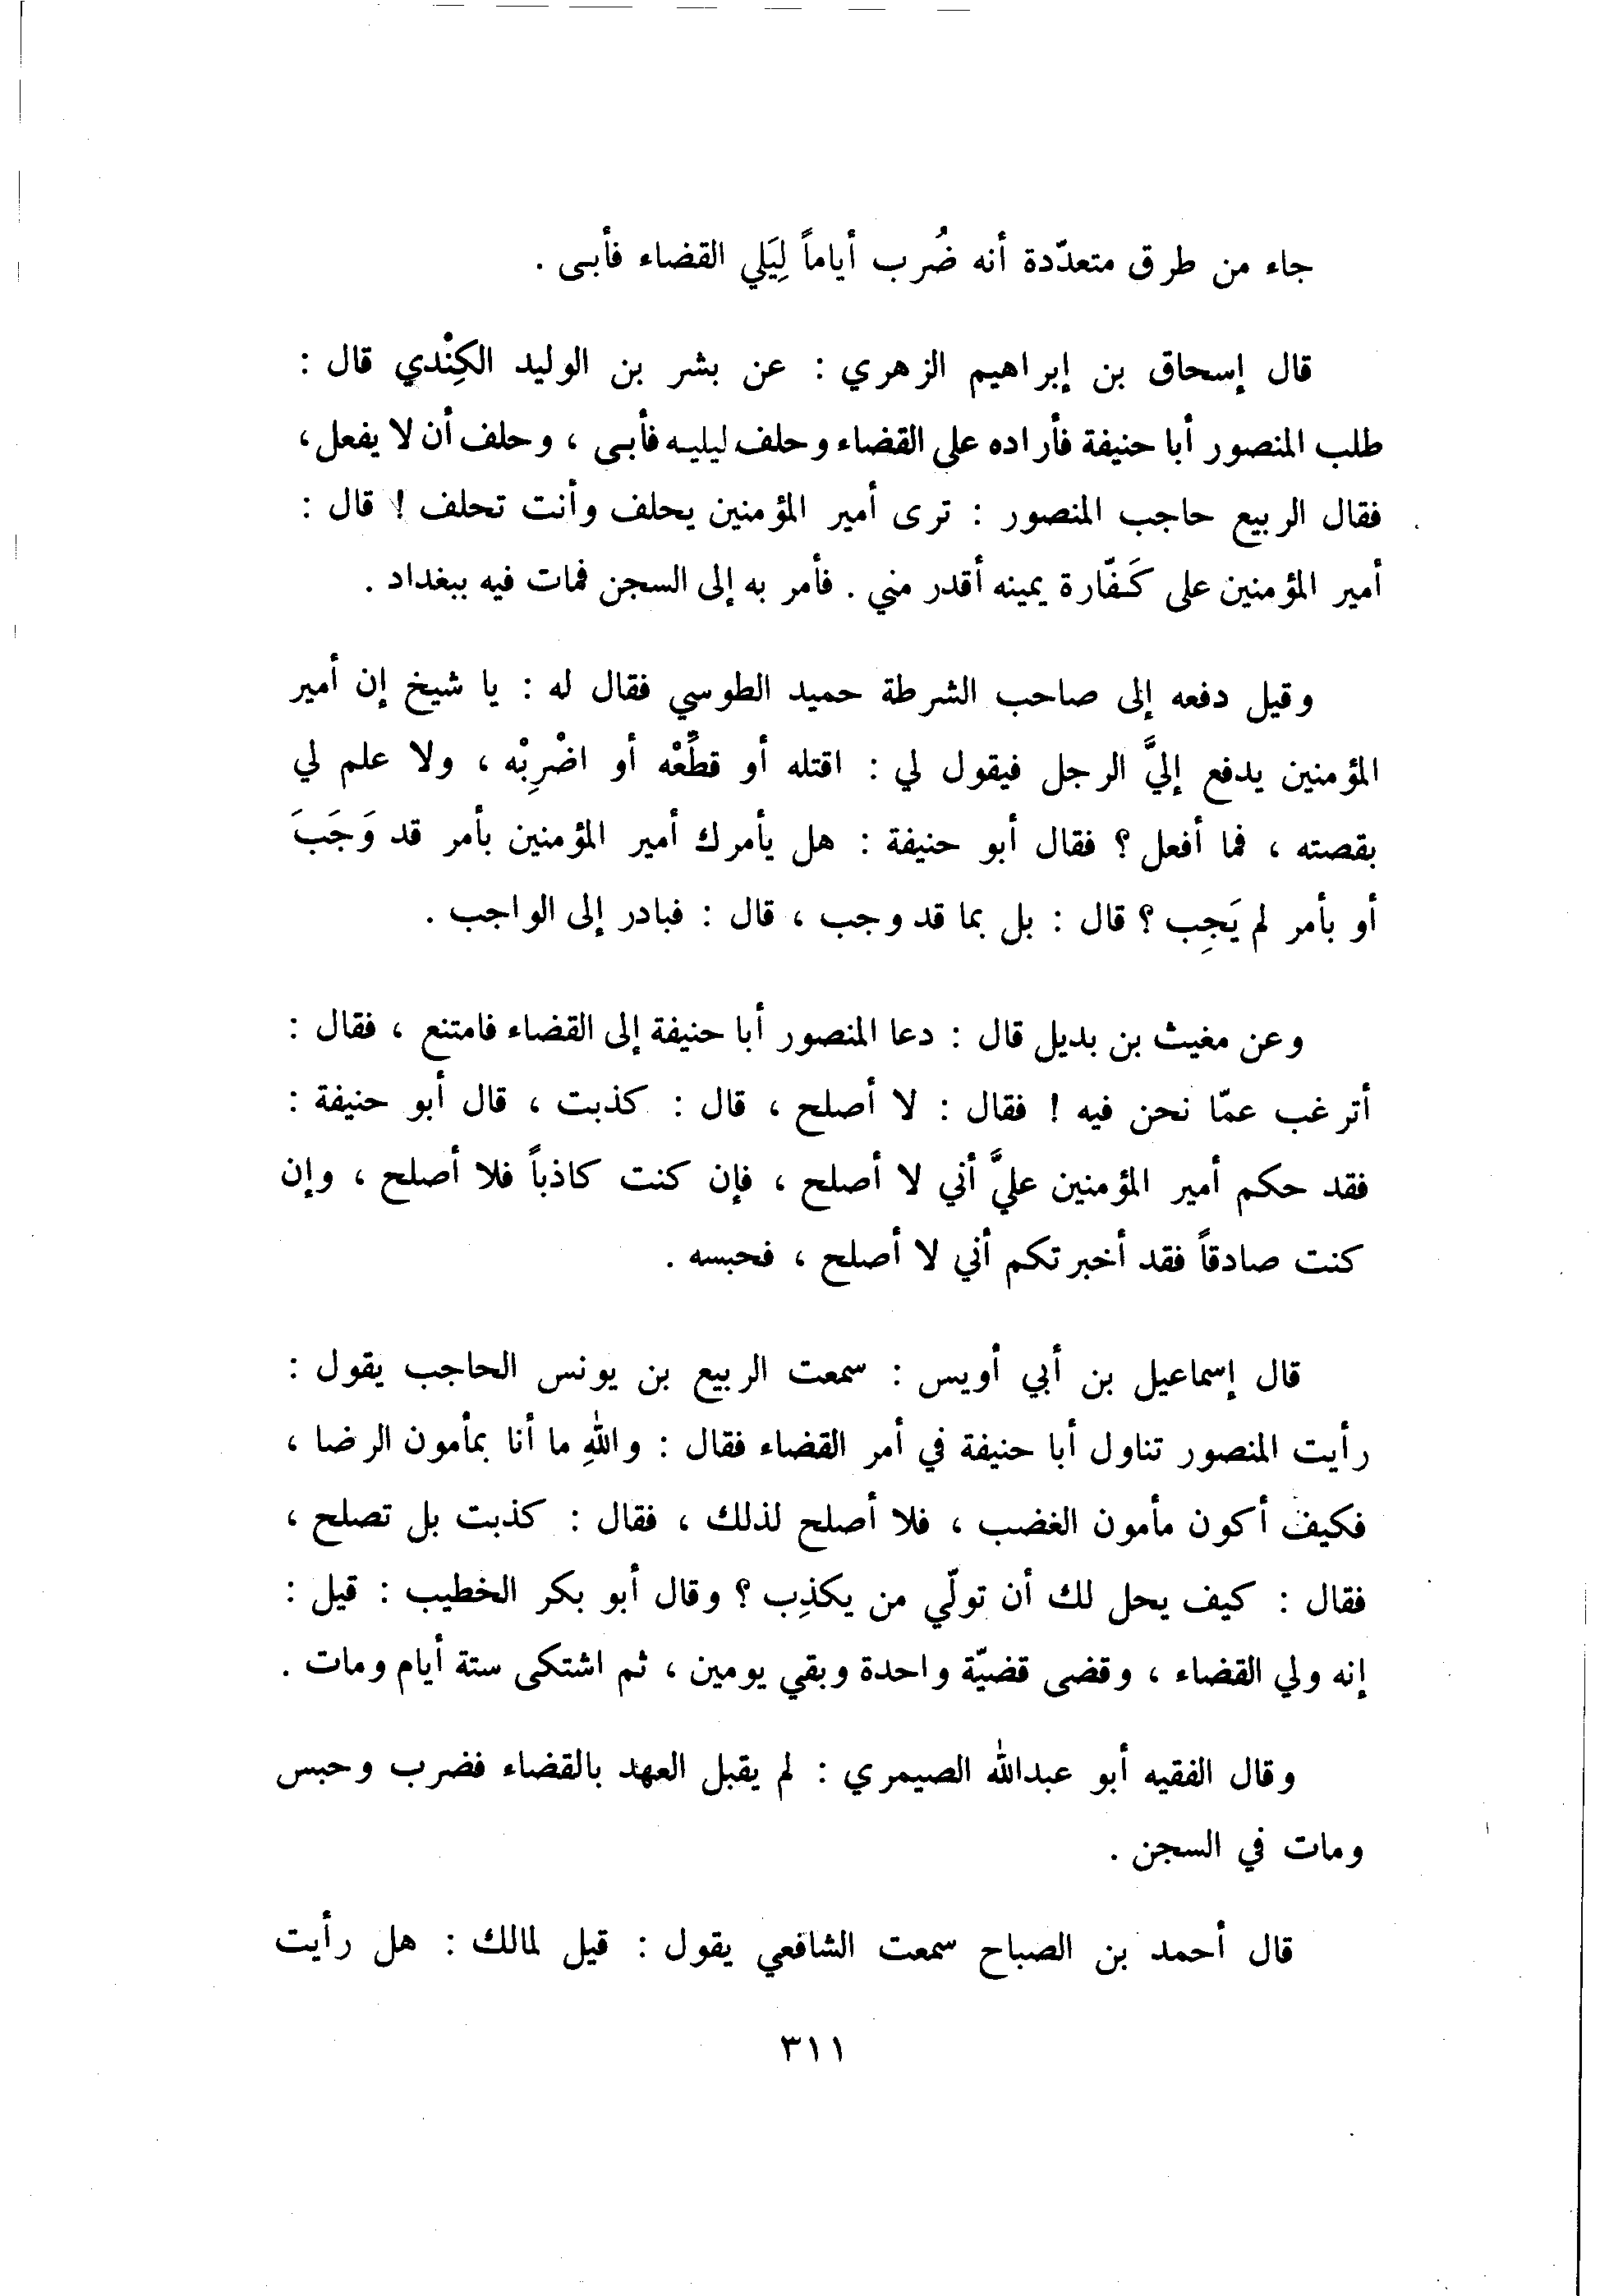 جاء من طرق متعدّدة أنه ضُرب أياماً لِيَلي القضاء فأبى .
قال إسحاق بن إبراهيم الزهري : عن بشر بن الوليد الكِنْدي قال :
طلب المنصور أبا حنيفة فأراده على القضاء وحلف ليليه فأبى ، وحلف أن لا يفعل ،
فقال الربيع حاجب المنصور : ترى أمير المؤمنين يحلف وأنت تحلف ! قال :
أمير المؤمنين على كَفّارة يمينه أقدر مني . فأمر به إلى السجن فمات فيه ببغداد .
وقيل دفعه إلى صاحب الشرطة حميد الطوسي فقال له : يا شيخ إن أمير
المؤمنين يدفع إليَّ الرجل فيقول لي : اقتله أو قطِّعْه أو اضْرِبْه ، ولا علم لي
بقصته ، فما أفعل ؟ فقال أبو حنيفة : هل يأمرك أمير المؤمنين بأمر قد وَجَبَ
أو بأمر لم يَجِب ؟ قال : بل بما قد وجب ، قال : فبادر إلى الواجب .
وعن مغيث بن بديل قال : دعا المنصور أبا حنيفة إلى القضاء فامتنع ، فقال :
أترغب عمّا نحن فيه ! فقال : لا أصلح ، قال : كذبت ، قال أبو حنيفة :
فقد حكم أمير المؤمنين عليَّ أني لا أصلح ، فإن كنت كاذباً فلا أصلح ، وإن
كنت صادقاً فقد أخبرتكم أني لا أصلح ، فحبسه .
قال إسماعيل بن أبي أويس : سمعت الربيع بن يونس الحاجب يقول :
رأيت المنصور تناول أبا حنيفة في أمر القضاء فقال : واللهِ ما أنا بمأمون الرضا ،
فكيف أكون مأمون الغضب ، فلا أصلح لذلك ، فقال : كذبت بل تصلح ،
فقال : كيف يحل لك أن تولّي من يكذِب ؟ وقال أبو بكر الخطيب : قيل :
إنه ولي القضاء ، وقضى قضيّة واحدة وبقي يومين ، ثم اشتكى ستة أيام ومات .
وقال الفقيه أبو عبدالله الصيمري : لم يقبل العهد بالقضاء فضرب وحبس
ومات في السجن .
قال أحمد بن الصباح سمعت الشافعي يقول : قيل لمالك : هل رأيت
٣١١